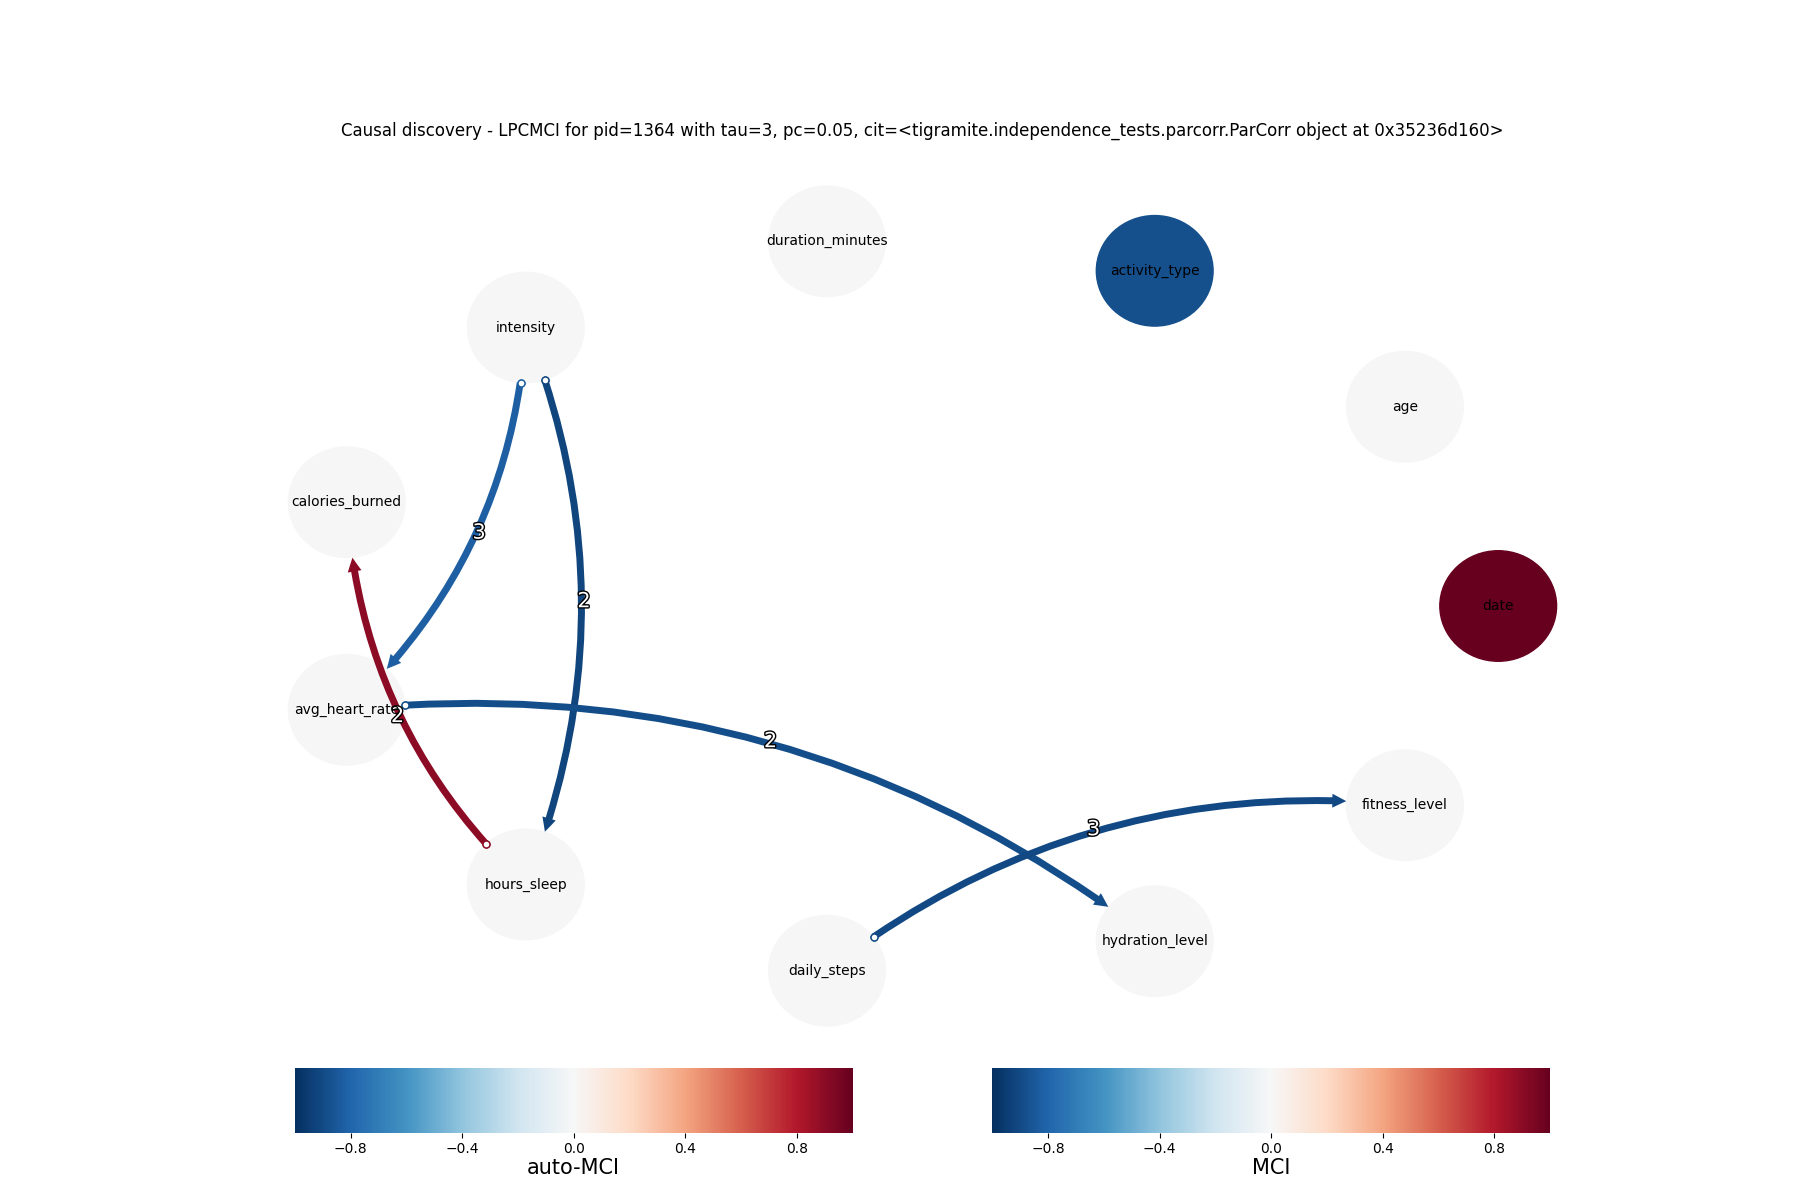 Causal discovery - LPCMCI for pid=1364 with tau=3, pc=0.05, cit=<tigramite.independence_tests.parcorr.ParCorr object at 0x35236d160>
duration_minutes
activity_type
intensity
age
calories_burned
3
2
date
avg_heart_rate
2
2
fitness_level
3
hours_sleep
hydration_level
daily_steps
−0.8 −0.4 0.0 0.4 0.8
auto-MCI
−0.8 −0.4 0.0 0.4 0.8
MCI